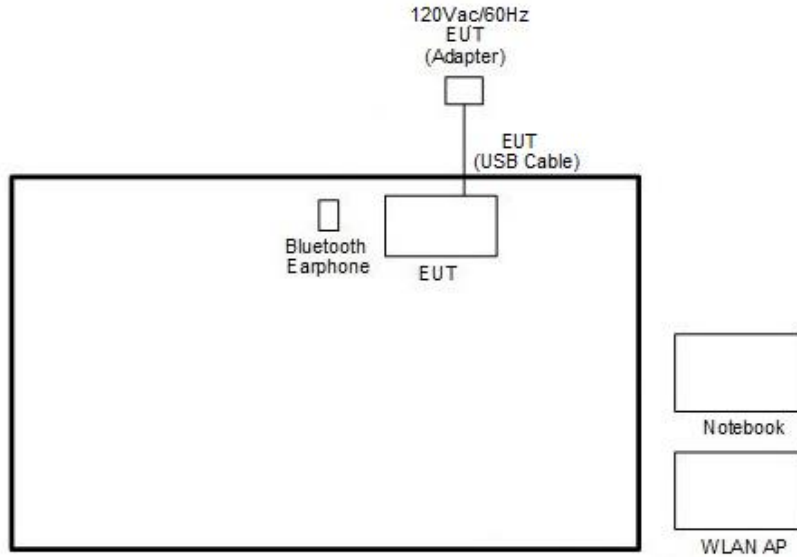 120Vac/60Hz
EUT
(Adapter)
EUT
(USB Cable)
Bluetooth
Earphone
EUT
Notebook
WLAN AP